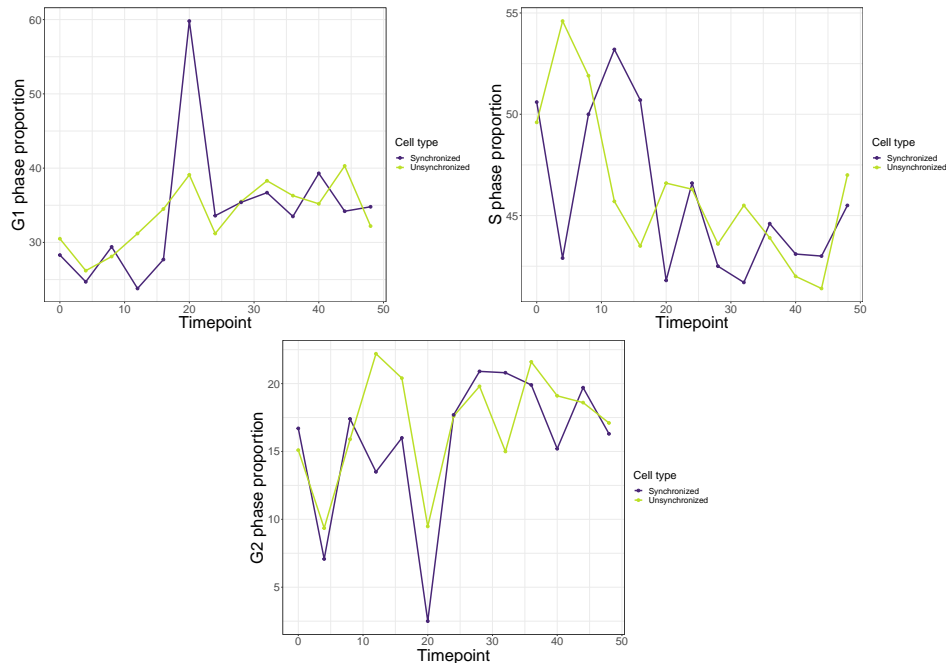 60
50
40
30
G1 phase proportion
0
10
20
30
40
50
Timepoint
Cell type
Synchronized
Unsynchronized
55
50
45
S phase proportion
0
10
20
30
40
50
Timepoint
Cell type
Synchronized
Unsynchronized
20
15
10
5
G2 phase proportion
0
10
20
30
40
50
Timepoint
Cell type
Synchronized
Unsynchronized